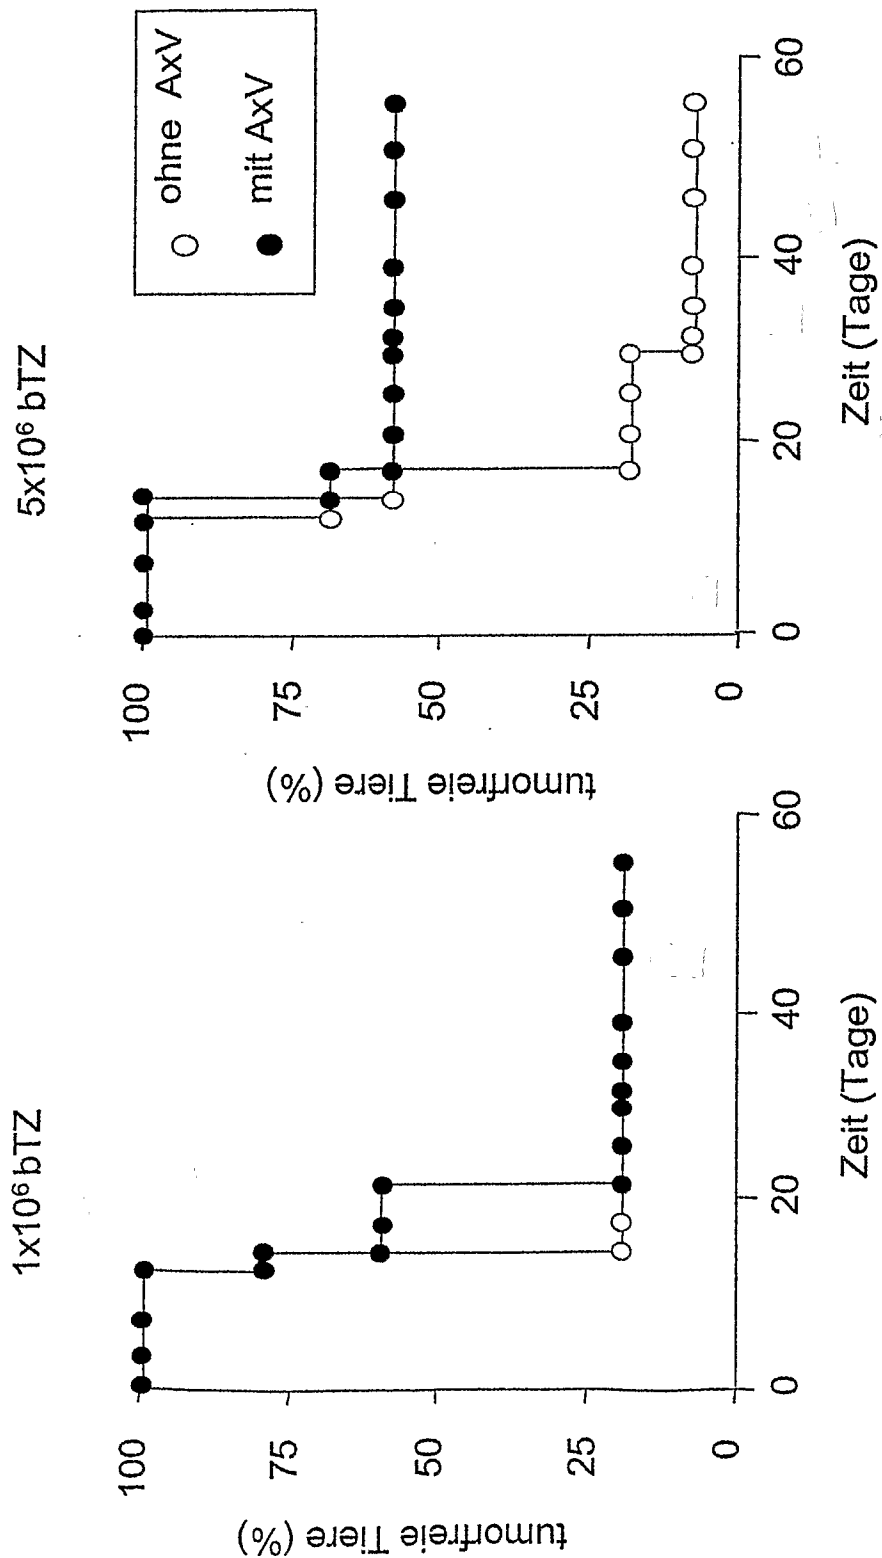 1x10⁶ bTZ
tumorfreie Tiere (%)
100
75
50
25
0
0
20
40
60
Zeit (Tage)
5x10⁶ bTZ
tumorfreie Tiere (%)
100
75
50
25
0
0
20
40
60
Zeit (Tage)
ohne AxV
mit AxV